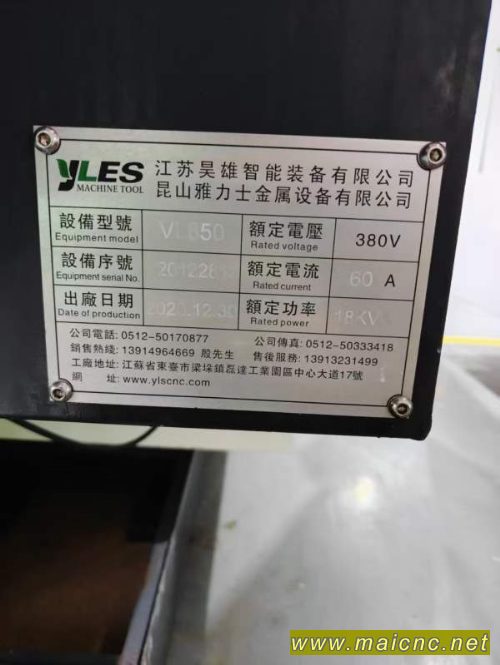 YLES
MACHINE TOOL
江苏昊雄智能装备有限公司
昆山雅力士金属设备有限公司
設備型號 VL850
Equipment model
額定電壓 380V
Rated voltage
設備序號
Equipment serial No.
額定電流 60 A
Rated current
出廠日期 2020.12.30
Date of production
額定功率 18KV
Rated power
公司電話: 0512-50170877 公司傳真: 0512-50333418
銷售熱綫: 13914964669 殷先生 售後服務: 13913231499
工廠地址: 江蘇省東臺市梁垛鎮磊達工業園區中心大道17號
網 址: www.ylscnc.com
www.maicnc.net